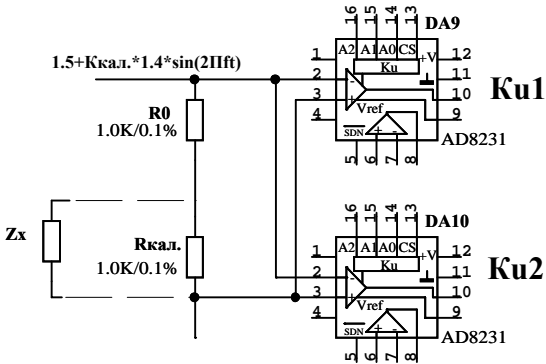 16 15 14 13 DA9
1 A2 A1 A0 CS +V 12
1.5+Kкал.*1.4*sin(2Пft)
Ku 11
2 - 10 Ku1
3 + Vref 9
R0
1.0K/0.1%
4 SDN + - AD8231
5 6 7 8
16 15 14 13 DA10
Zx
Rкал.
1.0K/0.1%
1 A2 A1 A0 CS +V 12
Ku 11 Ku2
2 - 10
3 + Vref 9
4 SDN + - AD8231
5 6 7 8